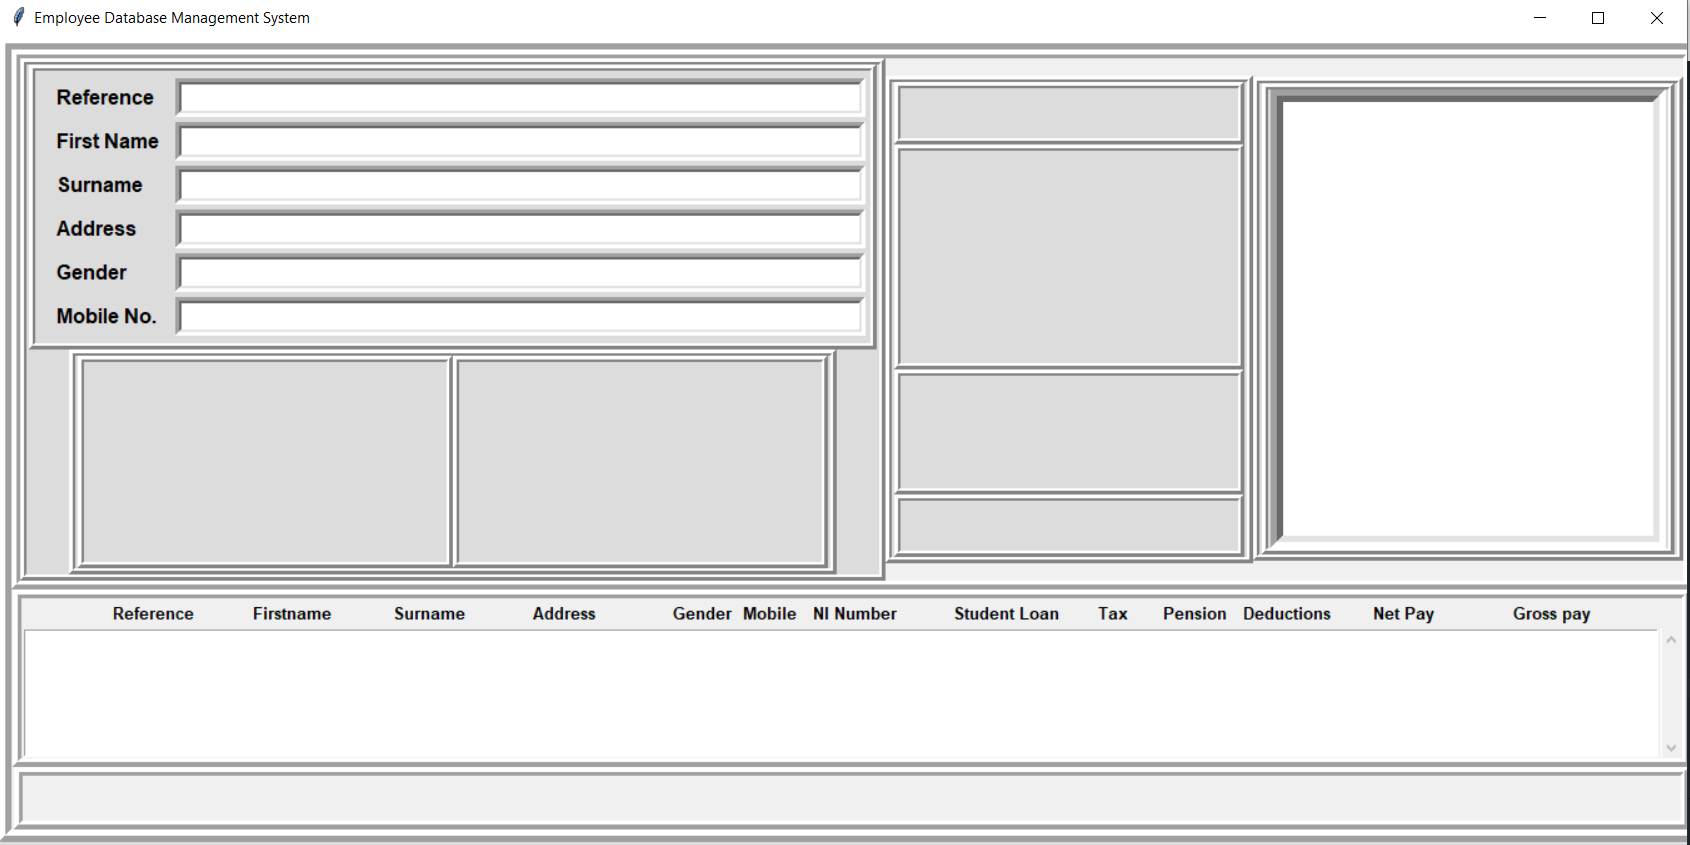 Employee Database Management System
Reference
First Name
Surname
Address
Gender
Mobile No.
Reference Firstname Surname Address Gender Mobile NI Number Student Loan Tax Pension Deductions Net Pay Gross pay